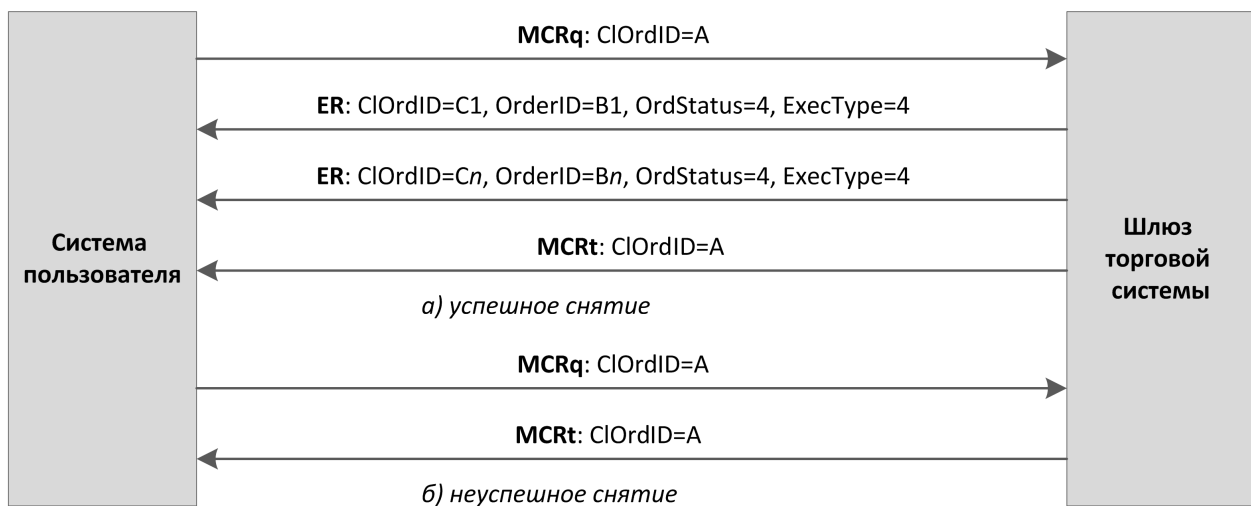 MCRq: ClOrdID=A
ER: ClOrdID=C1, OrderID=B1, OrdStatus=4, ExecType=4
ER: ClOrdID=Cn, OrderID=Bn, OrdStatus=4, ExecType=4
Система
пользователя
Шлюз
торговой
системы
MCRt: ClOrdID=A
а) успешное снятие
MCRq: ClOrdID=A
MCRt: ClOrdID=A
б) неуспешное снятие